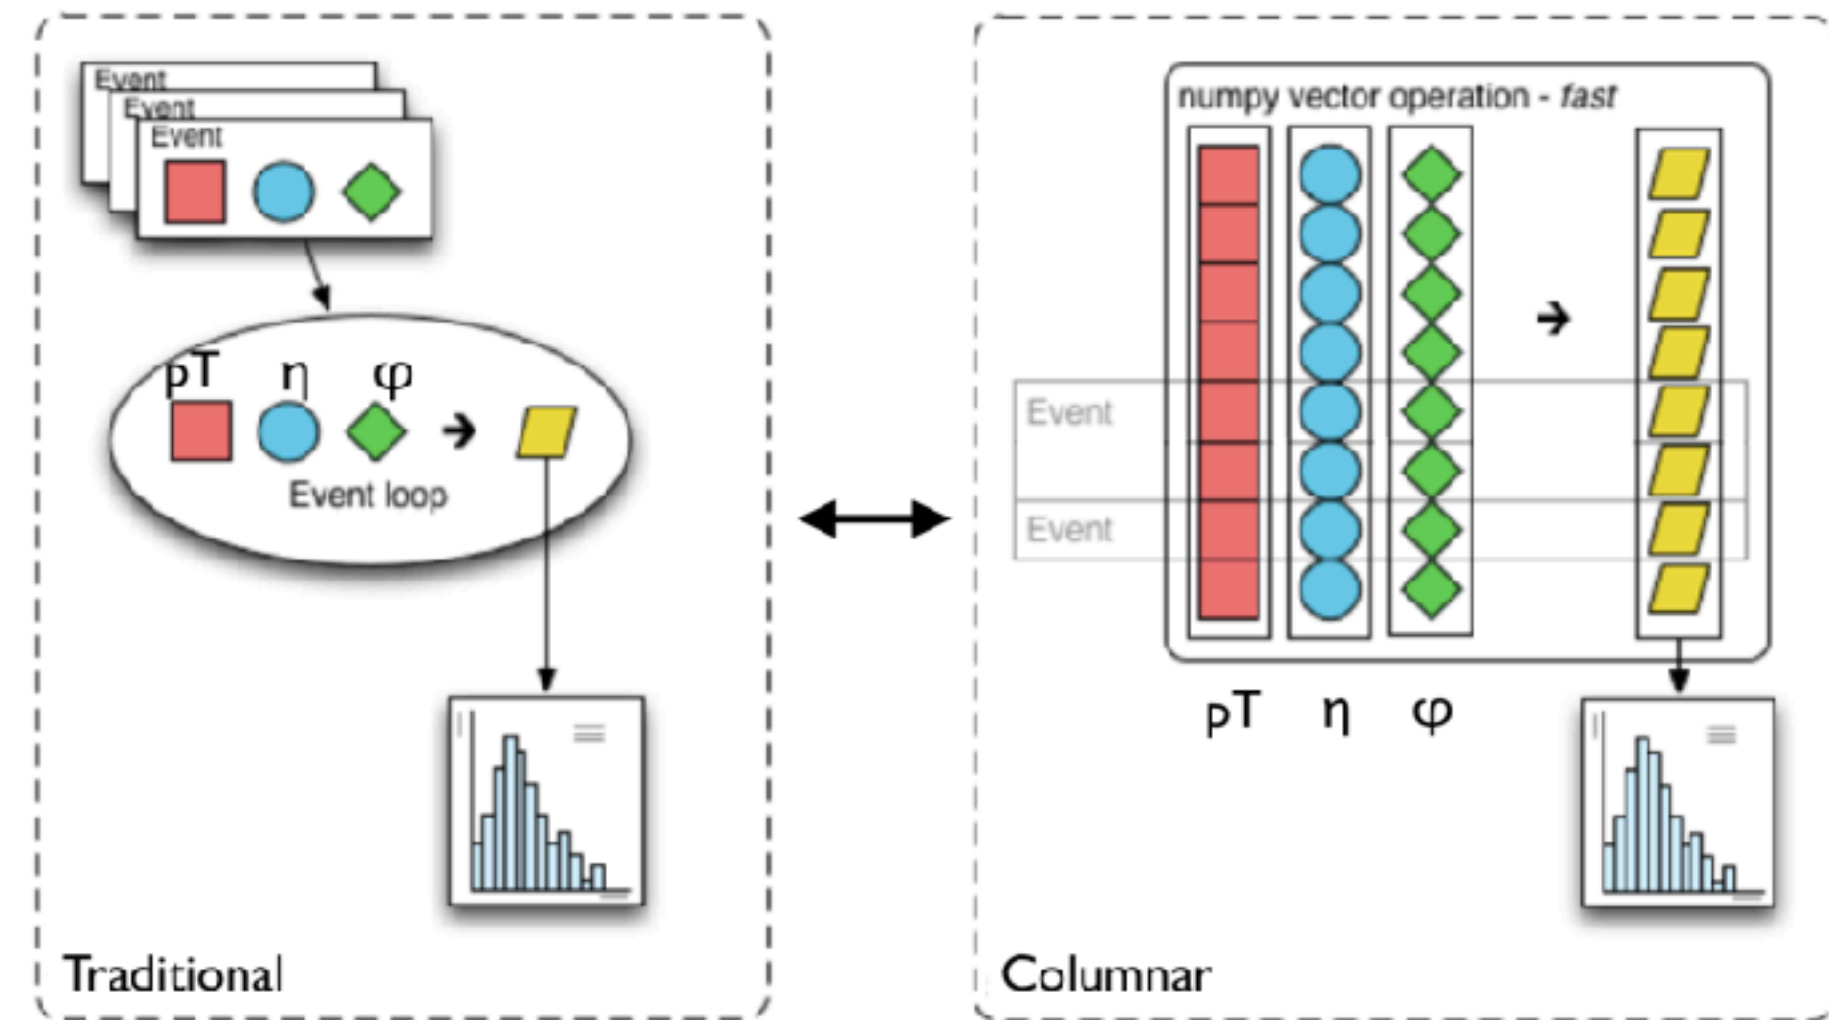 Event
Event
Event
pT η φ
Event loop
Traditional
numpy vector operation - fast
Event
Event
pT η φ
Columnar